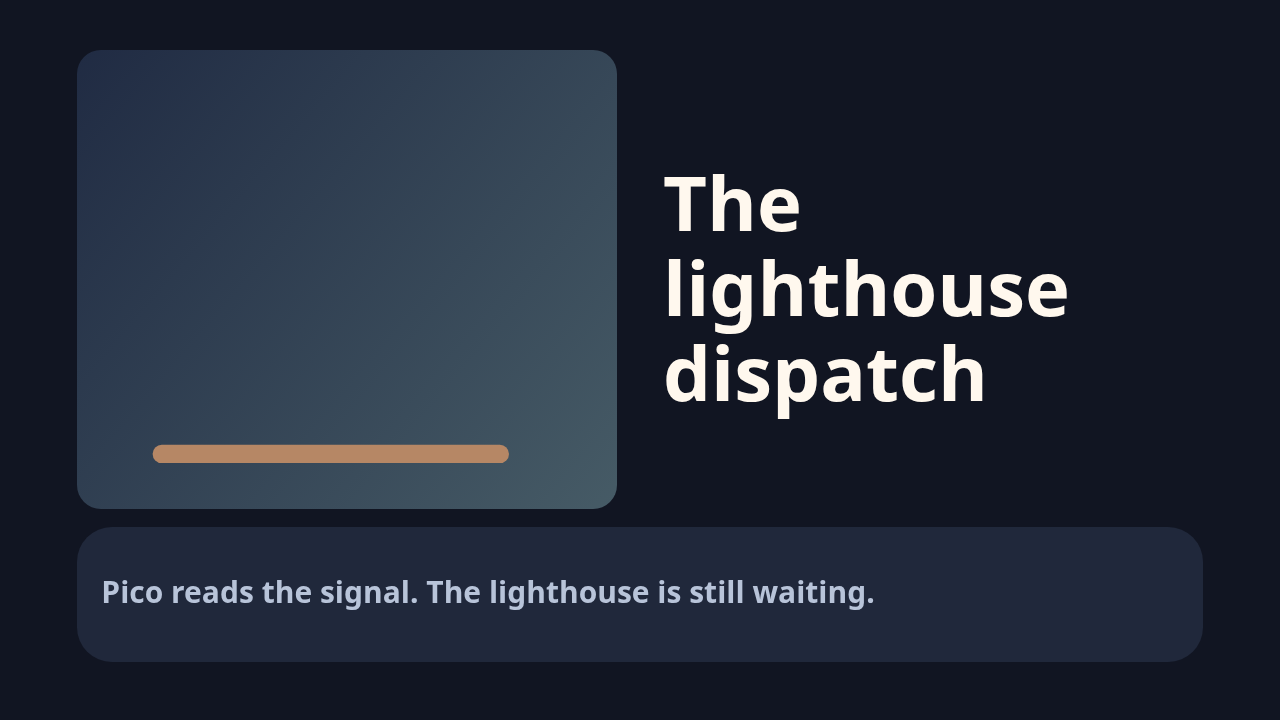 The
lighthouse
dispatch
Pico reads the signal. The lighthouse is still waiting.